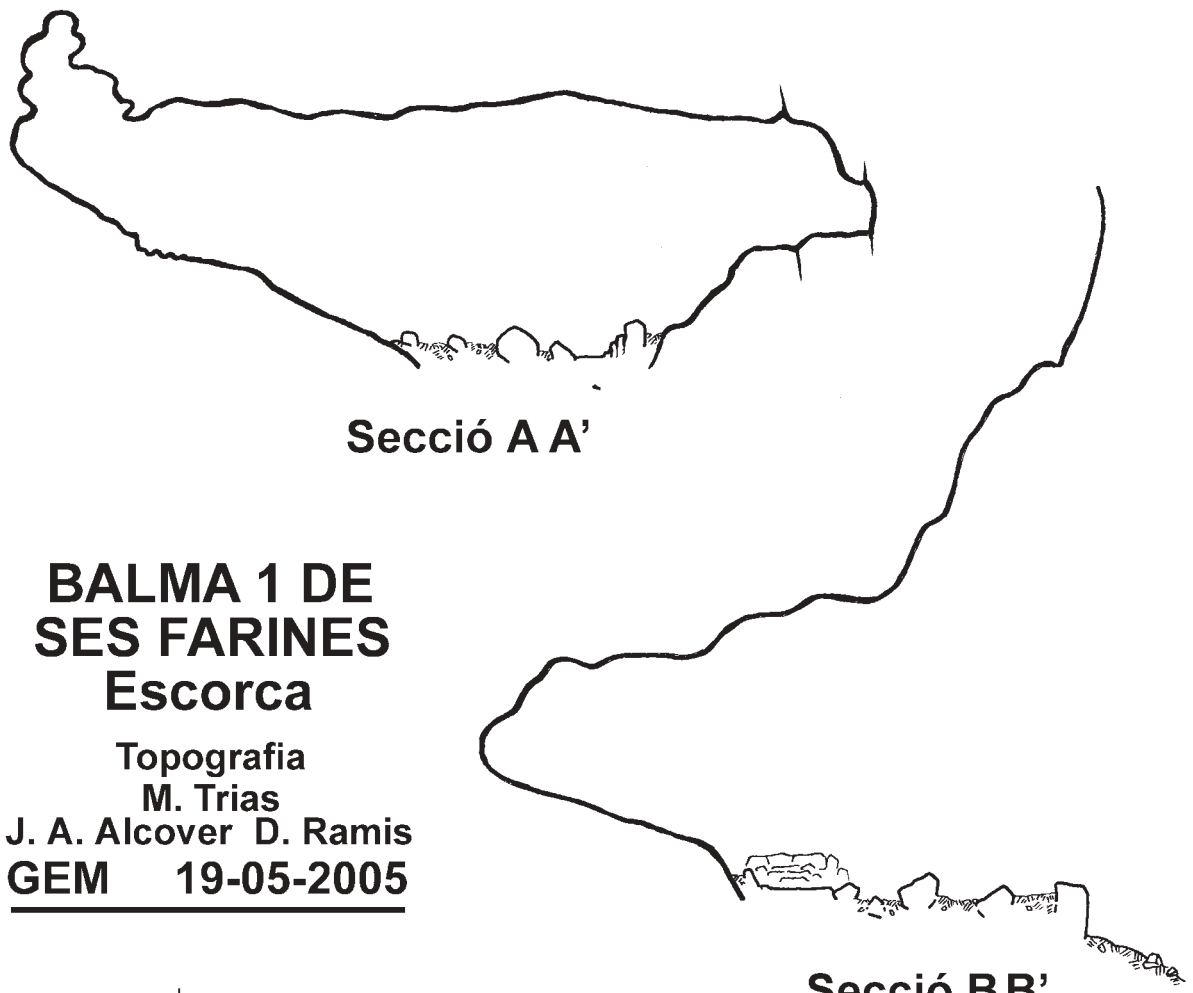 Secció A A’
BALMA 1 DE
SES FARINES
Escorca
Topografia
M. Trias
J. A. Alcover D. Ramis
GEM 19-05-2005
Secció B B’